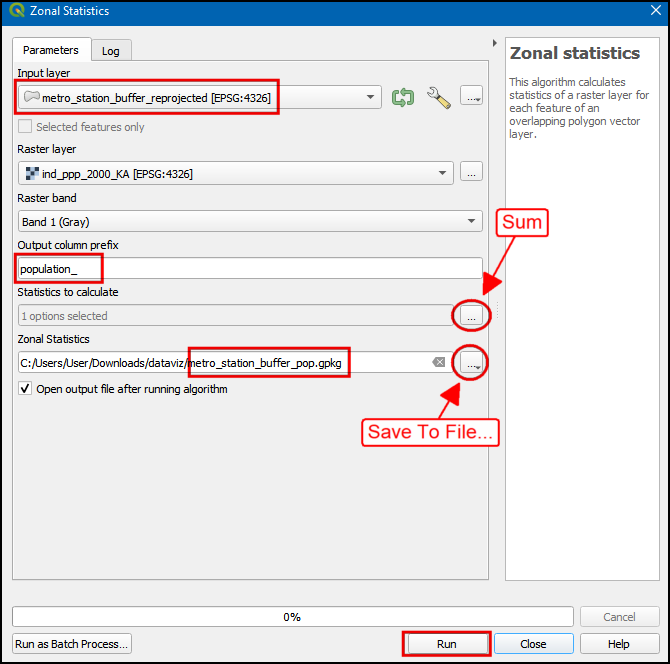 Zonal Statistics
Parameters
Log
Input layer
metro_station_buffer_reprojected [EPSG:4326]
...
Selected features only
Raster layer
ind_ppp_2000_KA [EPSG:4326]
...
Raster band
Band 1 (Gray)
Output column prefix
population_
Sum
Statistics to calculate
1 options selected
...
Zonal Statistics
C:/Users/User/Downloads/dataviz/metro_station_buffer_pop.gpkg
...
Open output file after running algorithm
Save To File...
Zonal statistics
This algorithm calculates
statistics of a raster layer for
each feature of an
overlapping polygon vector
layer.
0%
Cancel
Run as Batch Process...
Run
Close
Help